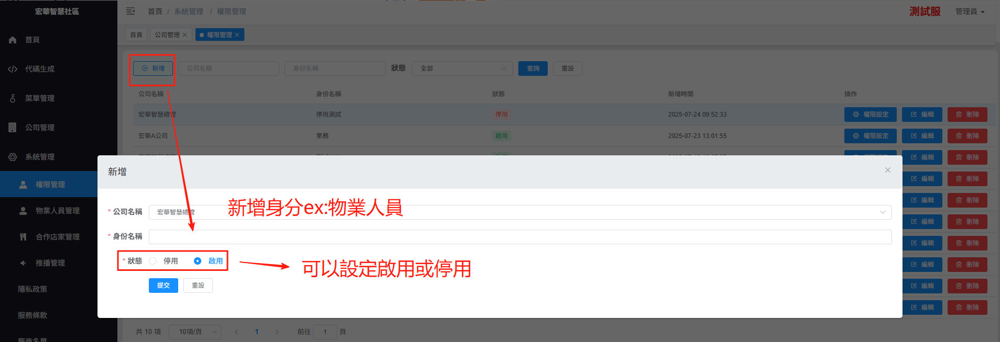 宏華智慧社區
首頁 / 系統管理 / 權限管理
測試服
管理員
首頁
公司管理
權限管理
首頁
代碼生成
菜單管理
公司管理
系統管理
權限管理
物業人員管理
合作店家管理
推播管理
隱私政策
服務條款
廠商名單
新增
公司名稱
身份名稱
狀態
全部
查詢
重設
公司名稱 身份名稱 狀態 新增時間 操作
宏華智慧總管 停用測試 停用 2025-07-24 09:52:33 權限設定 編輯 刪除
宏華A公司 業務 啟用 2025-07-23 13:01:55 權限設定 編輯 刪除
編輯 刪除
編輯 刪除
編輯 刪除
編輯 刪除
編輯 刪除
編輯 刪除
編輯 刪除
編輯 刪除
新增
* 公司名稱 宏華智慧總管
新增身分ex:物業人員
* 身份名稱
* 狀態 停用 啟用
可以設定啟用或停用
提交 重設
共 10 項 10項/頁 1 前往 1 頁